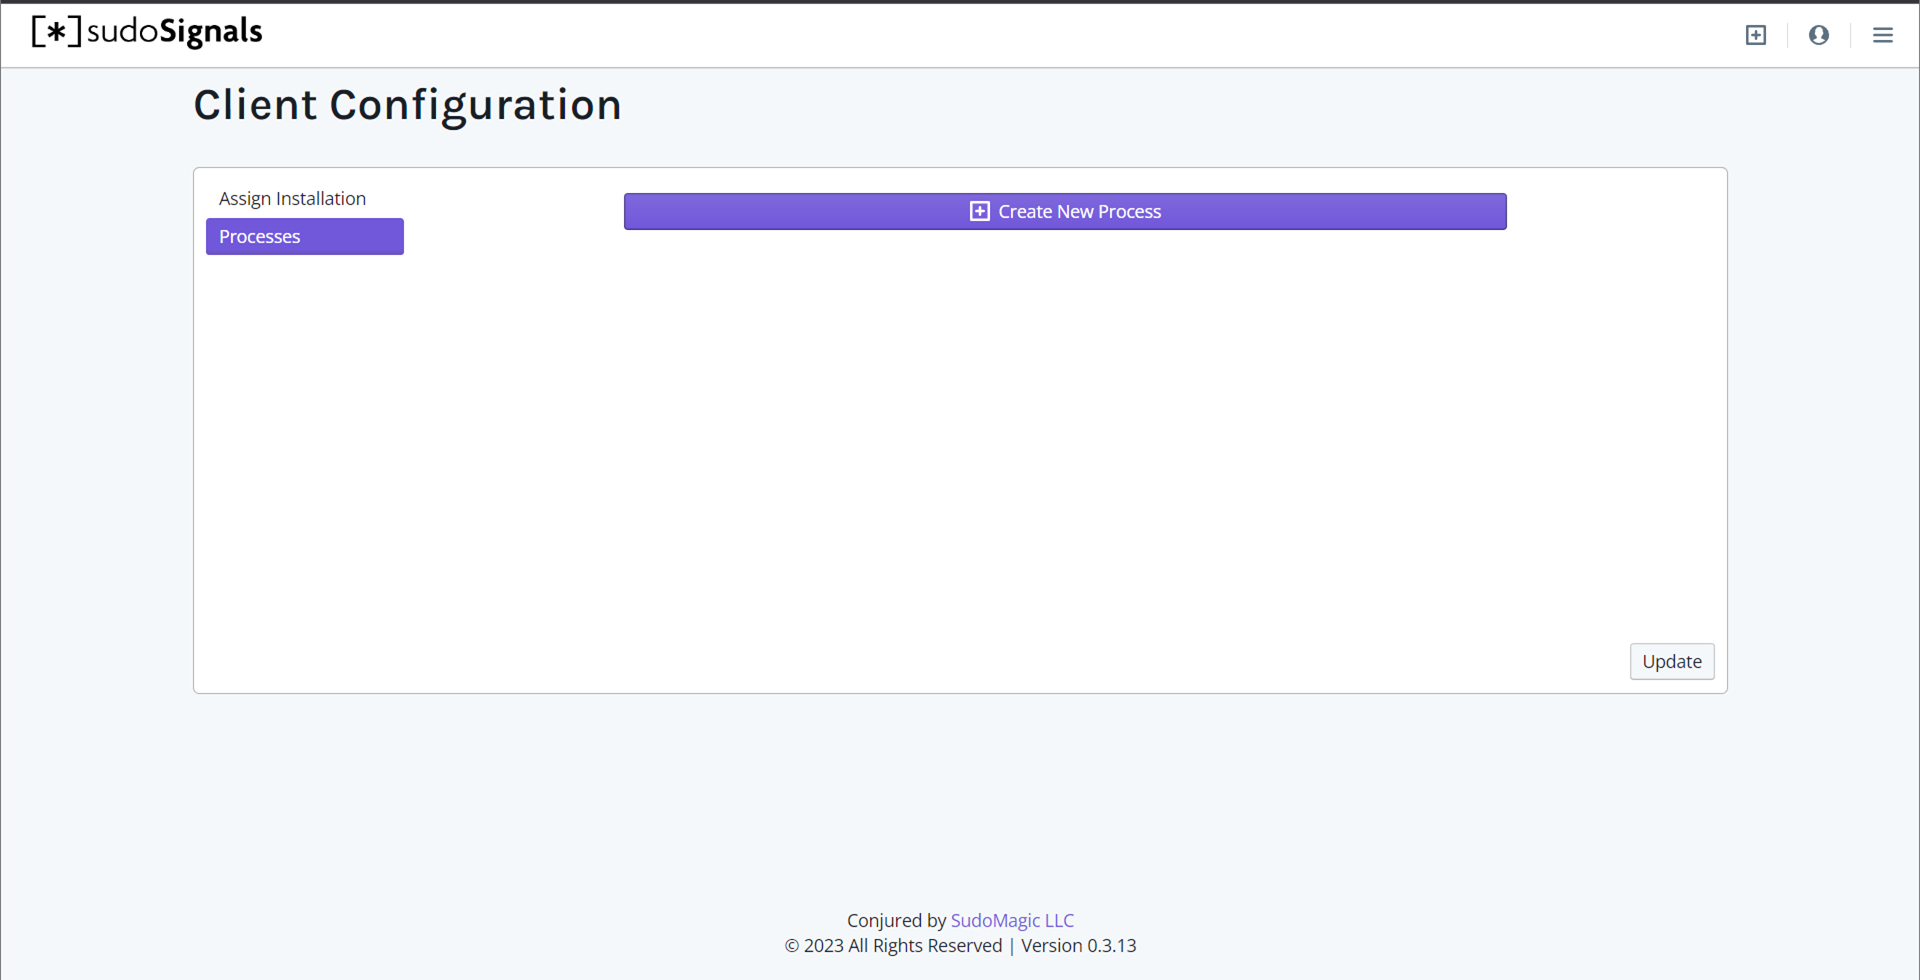 [*]sudoSignals
Client Configuration
Assign Installation
Processes
Create New Process
Update
Conjured by SudoMagic LLC
© 2023 All Rights Reserved | Version 0.3.13